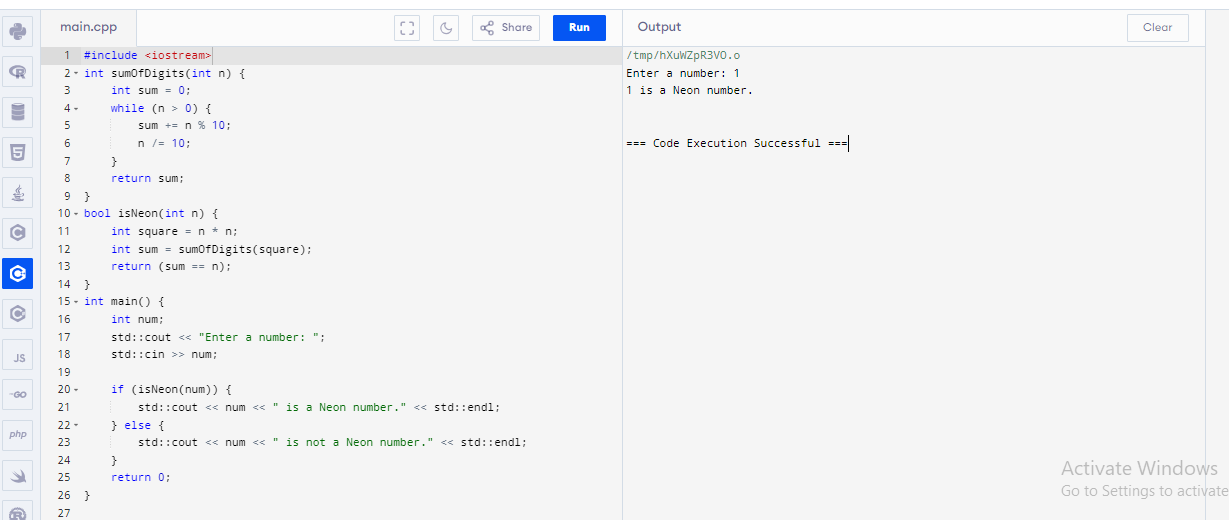 main.cpp
Share
Run
Output
Clear
1 #include <iostream>
2 int sumOfDigits(int n) {
3     int sum = 0;
4     while (n > 0) {
5         sum += n % 10;
6         n /= 10;
7     }
8     return sum;
9 }
10 bool isNeon(int n) {
11     int square = n * n;
12     int sum = sumOfDigits(square);
13     return (sum == n);
14 }
15 int main() {
16     int num;
17     std::cout << "Enter a number: ";
18     std::cin >> num;
19
20     if (isNeon(num)) {
21         std::cout << num << " is a Neon number." << std::endl;
22     } else {
23         std::cout << num << " is not a Neon number." << std::endl;
24     }
25     return 0;
26 }
27
/tmp/hXuWZpR3VO.o
Enter a number: 1
1 is a Neon number.
=== Code Execution Successful ===
JS
GO
php
Activate Windows
Go to Settings to activate